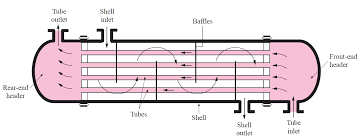 Tube
outlet
Shell
inlet
Baffles
Front-end
header
Rear-end
header
Tubes
Shell
Shell
outlet
Tube
inlet